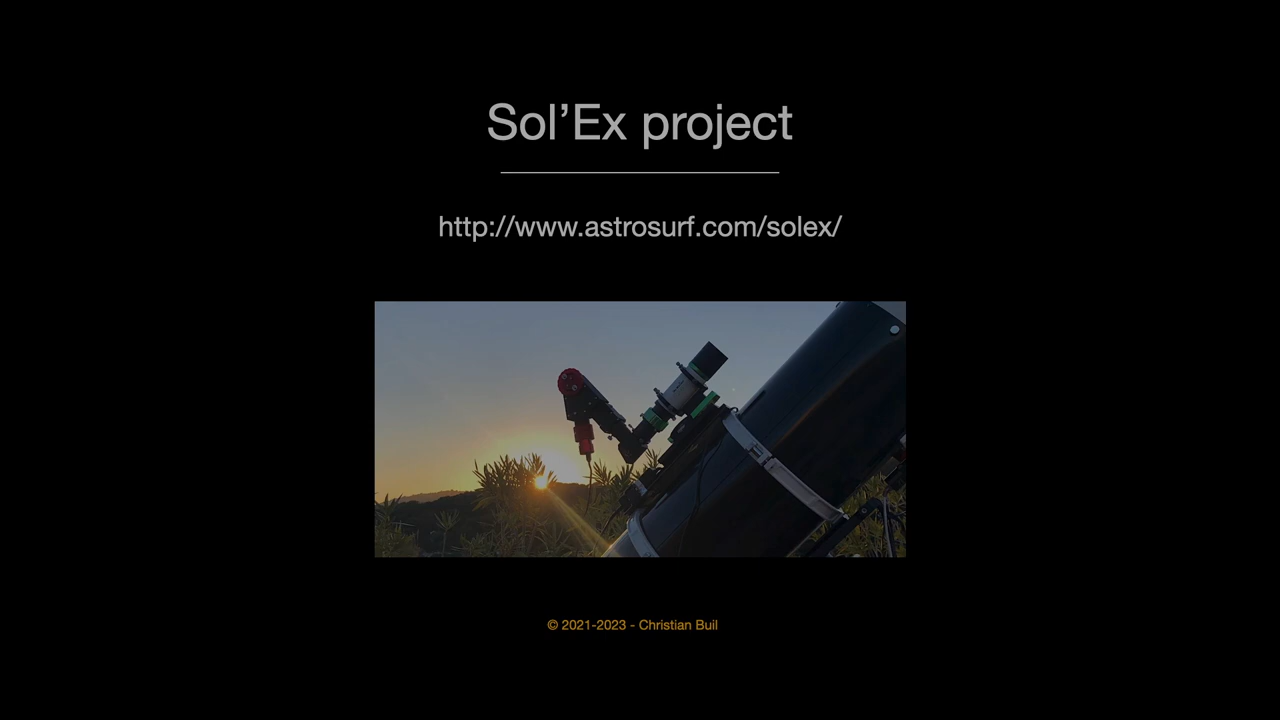 Sol’Ex project
http://www.astrosurf.com/solex/
© 2021-2023 - Christian Buil